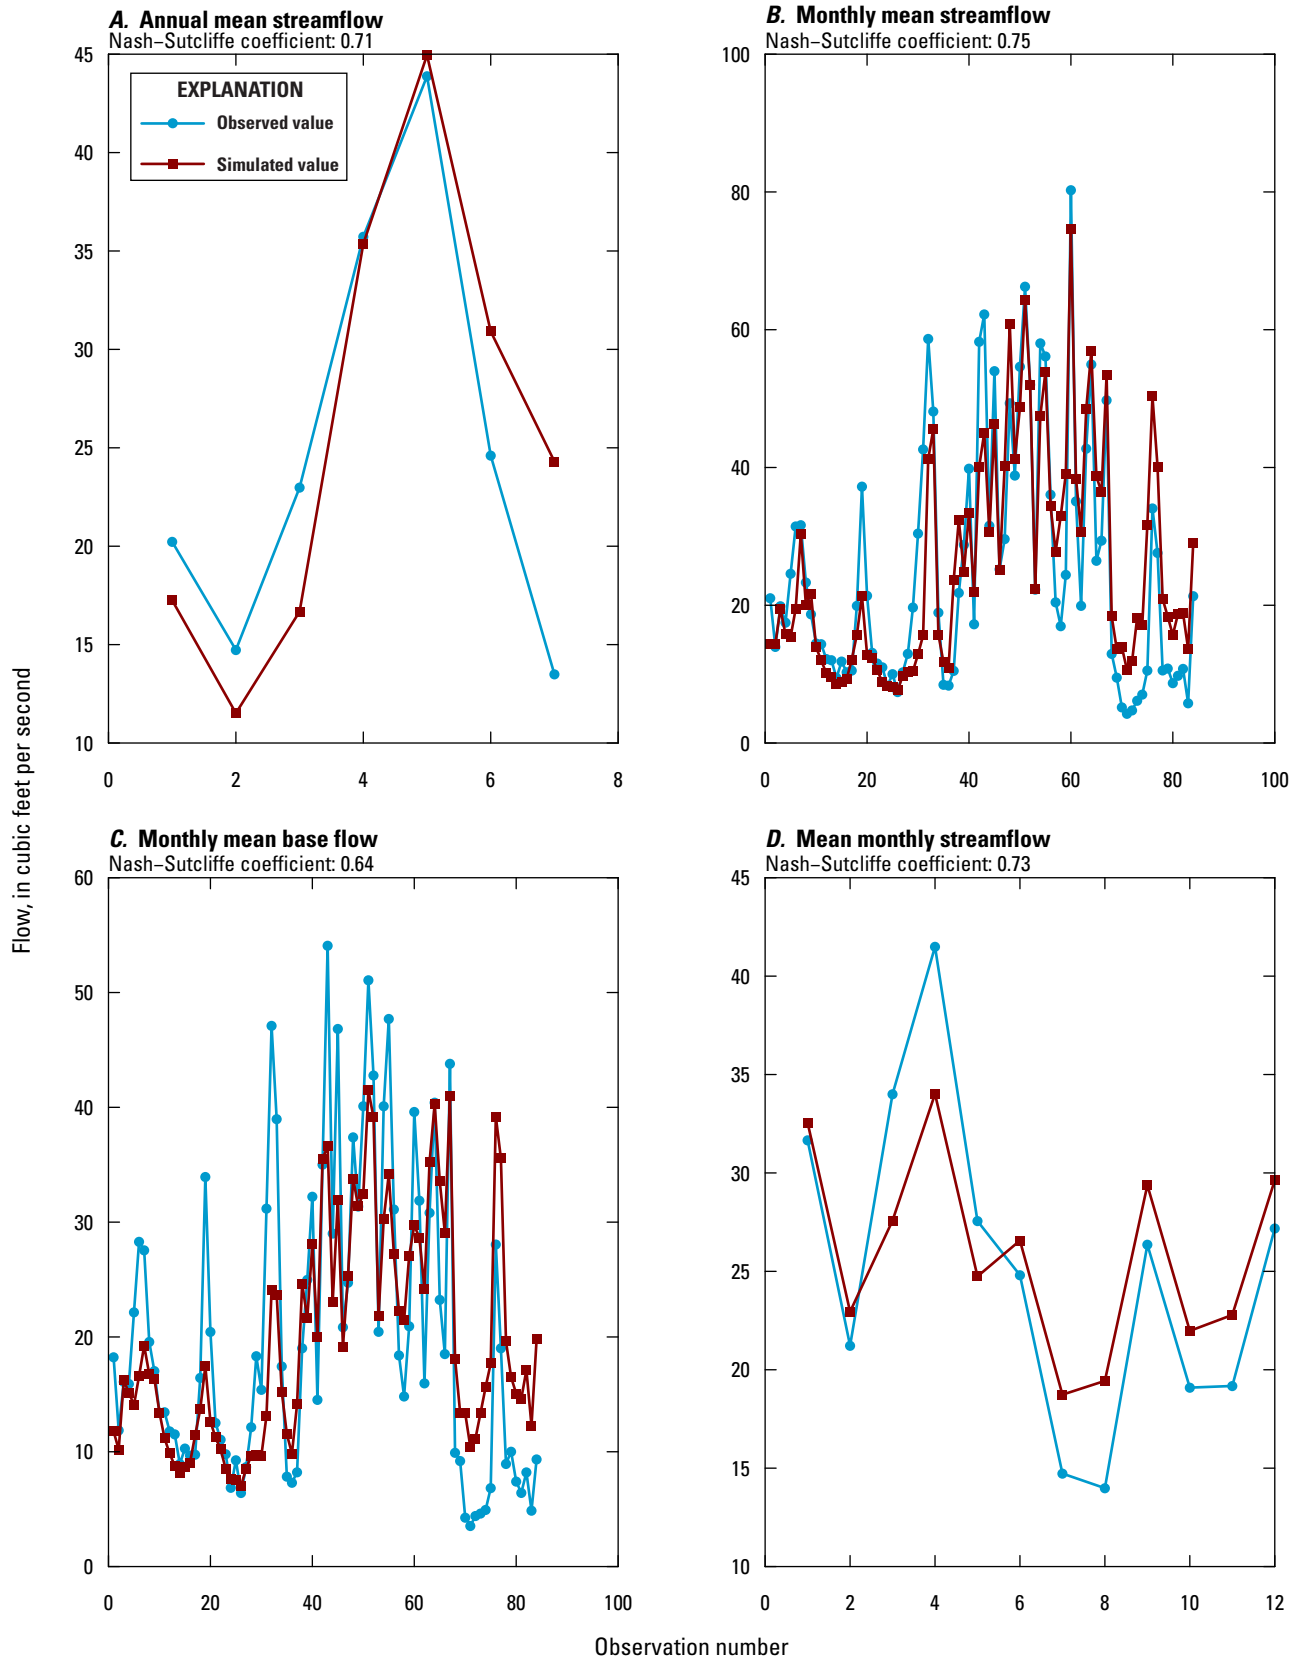 A. Annual mean streamflow
Nash–Sutcliffe coefficient: 0.71
EXPLANATION
Observed value
Simulated value
45
40
35
30
25
20
15
10
0 2 4 6 8
B. Monthly mean streamflow
Nash–Sutcliffe coefficient: 0.75
100
80
60
40
20
0
0 20 40 60 80 100
Flow, in cubic feet per second
C. Monthly mean base flow
Nash–Sutcliffe coefficient: 0.64
60
50
40
30
20
10
0
0 20 40 60 80 100
D. Mean monthly streamflow
Nash–Sutcliffe coefficient: 0.73
45
40
35
30
25
20
15
10
0 2 4 6 8 10 12
Observation number